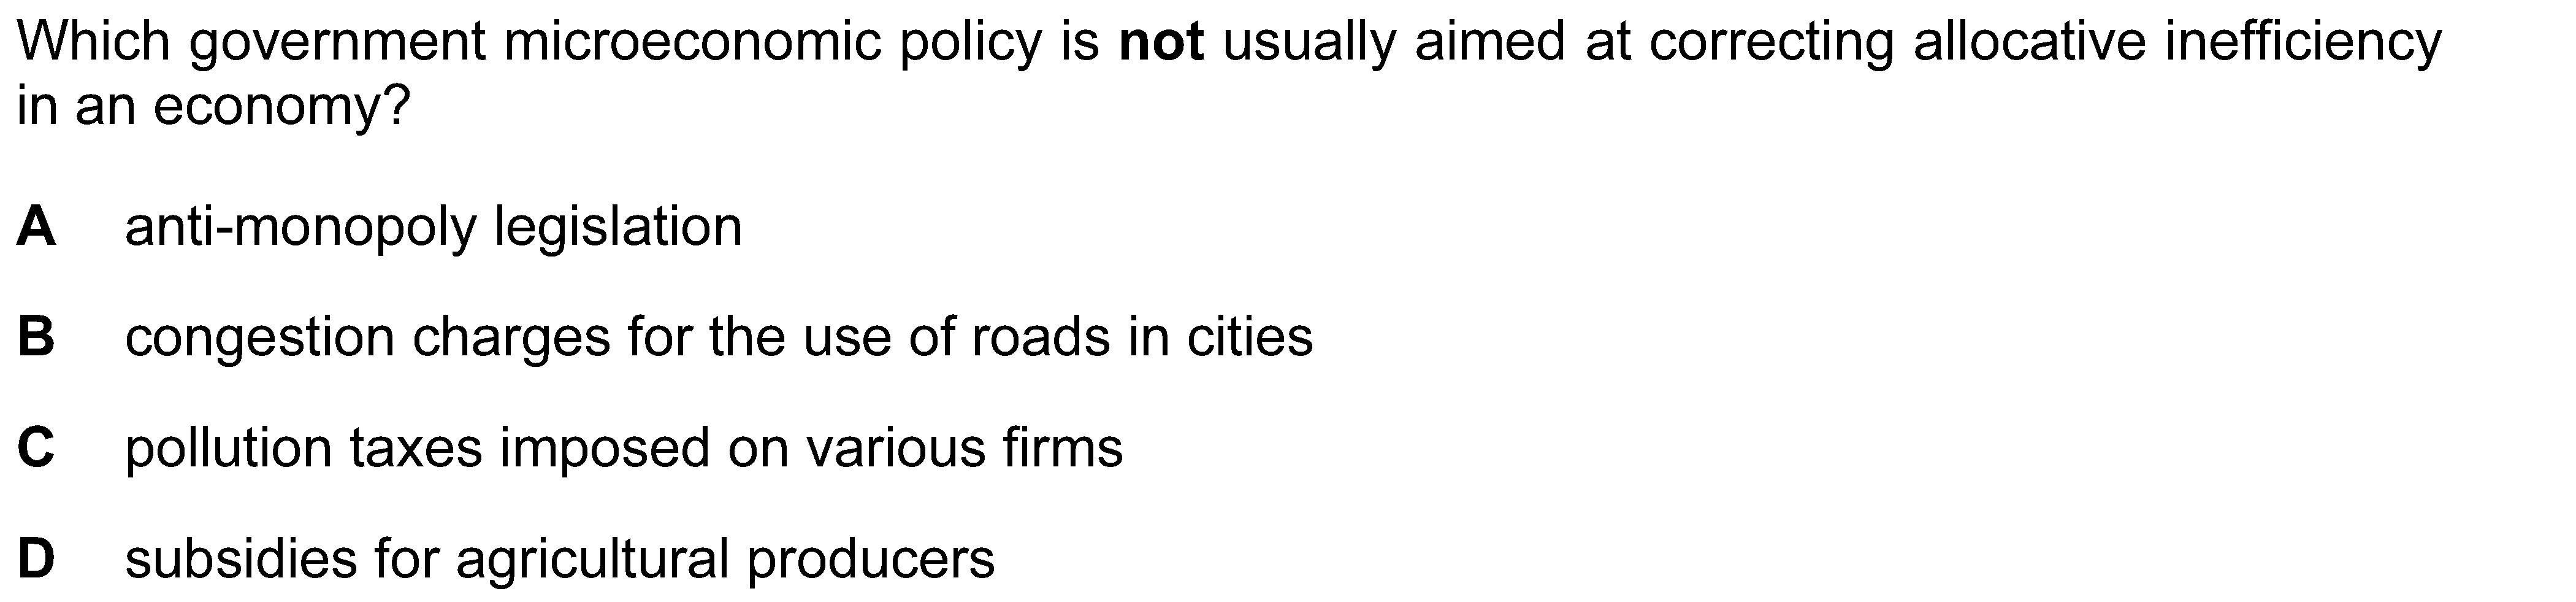 Which government microeconomic policy is not usually aimed at correcting allocative inefficiency
in an economy?
A anti-monopoly legislation
B congestion charges for the use of roads in cities
C pollution taxes imposed on various firms
D subsidies for agricultural producers